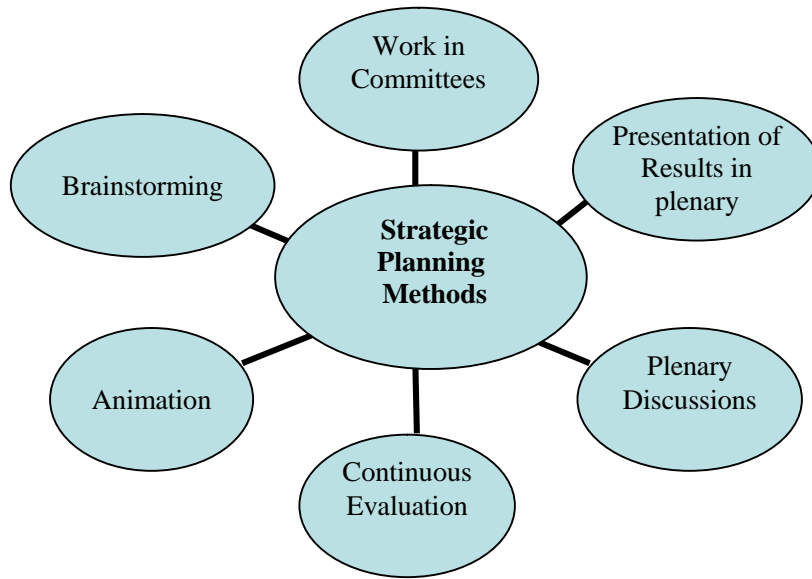 Work in
Committees
Presentation of
Results in
plenary
Brainstorming
Strategic
Planning
Methods
Animation
Plenary
Discussions
Continuous
Evaluation